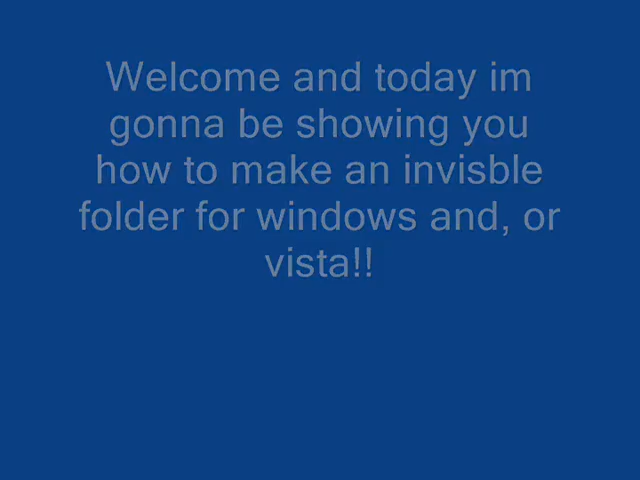 Welcome and today im
gonna be showing you
how to make an invisble
folder for windows and, or
vista!!